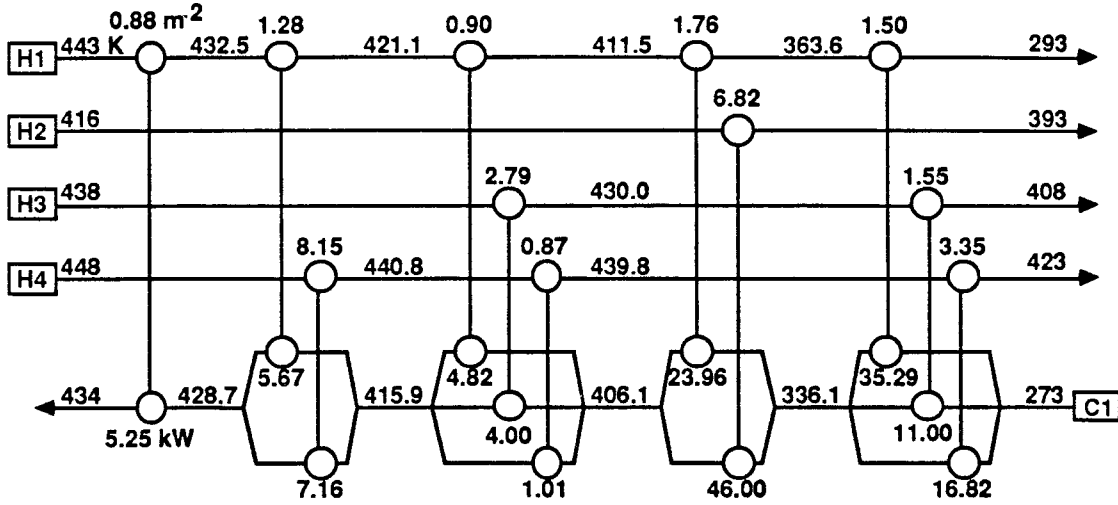 0.88 m⁻² 1.28 0.90 1.76 1.50
H1 443 K 432.5 421.1 411.5 363.6 293
6.82
H2 416 393
2.79 1.55
H3 438 430.0 408
8.15 0.87 3.35
H4 448 440.8 439.8 423
5.67 4.82 23.96 35.29
434 428.7 415.9 406.1 336.1 273 C1
5.25 kW 4.00 11.00
7.16 1.01 46.00 16.82